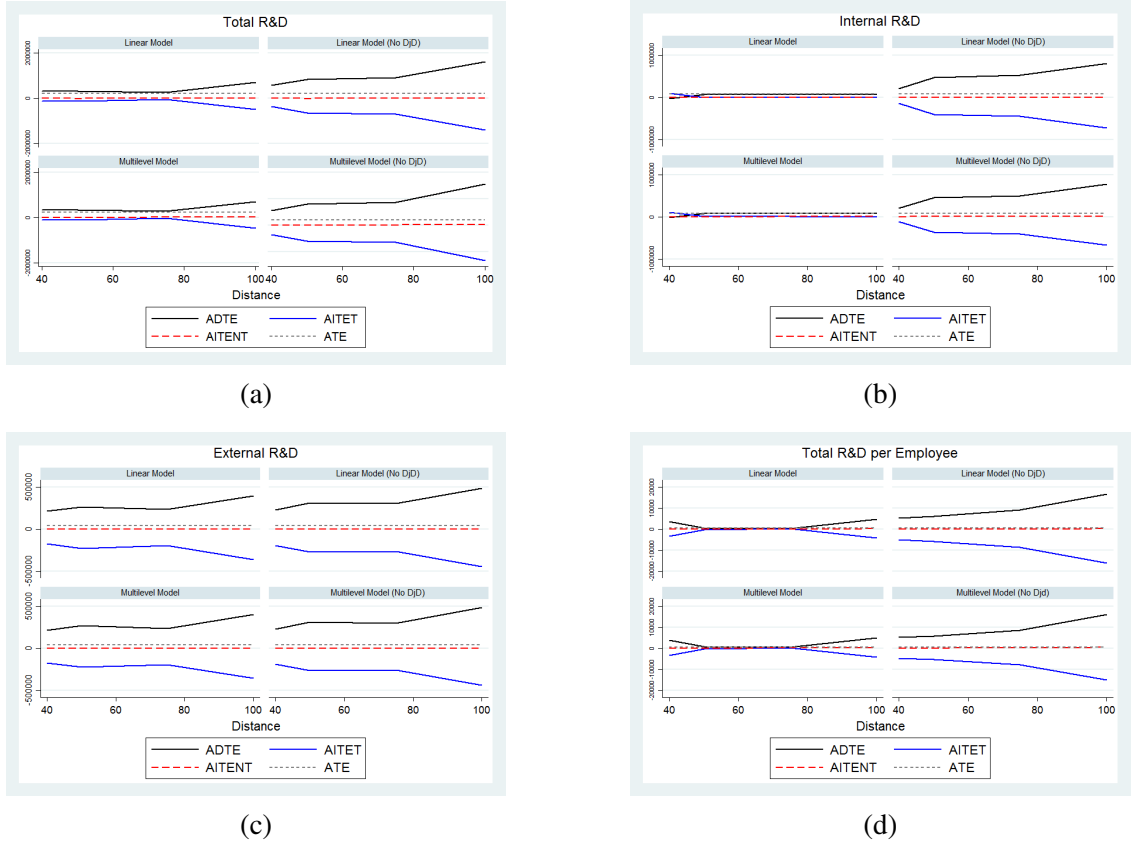 Total R&D
Linear Model
Linear Model (No DjD)
2000000
0
-2000000
Multilevel Model
Multiilevel Model (No DjD)
2000000
0
-2000000
40 60 80 100 40 60 80 100
Distance
ADTE AITET
AITENT ATE
(a)
Internal R&D
Linear Model
Linear Model (No DjD)
1000000
0
-1000000
Multilevel Model
Multilevel Model (No DjD)
1000000
0
-1000000
40 60 80 100 40 60 80 100
Distance
ADTE AITET
AITENT ATE
(b)
External R&D
Linear Model
Linear Model (No DjD)
500000
0
-500000
Multilevel Model
Multilevel Model (No DjD)
500000
0
-500000
40 60 80 100 40 60 80 100
Distance
ADTE AITET
AITENT ATE
(c)
Total R&D per Employee
Linear Model
Linear Model (No DjD)
20000
10000
0
-10000
-20000
Multilevel Model
Multilevel Model (No Djd)
20000
10000
0
-10000
-20000
40 60 80 100 40 60 80 100
Distance
ADTE AITET
AITENT ATE
(d)